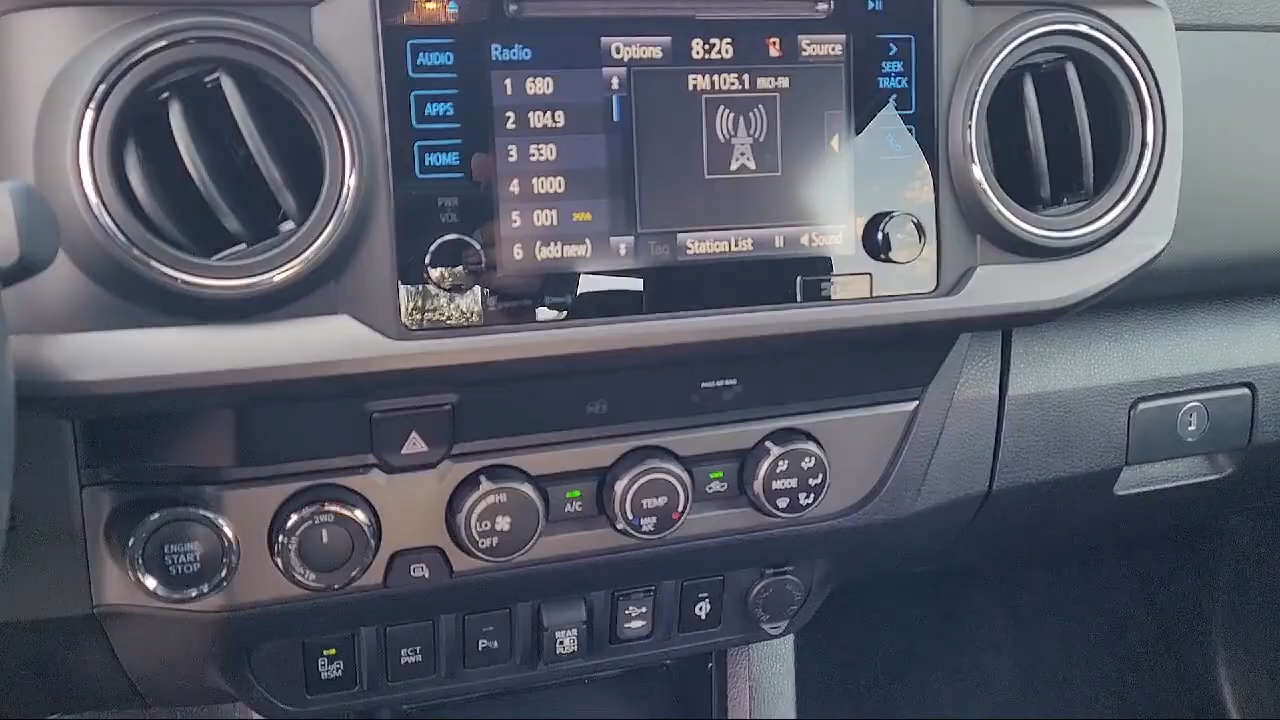 AUDIO
APPS
HOME
PWR
VOL
Radio
Options
8:26
Source
1 680
2 104.9
3 530
4 1000
5 001
6 (add new)
FM 105.1
Tag
Station List
Sound
SEEK
TRACK
ENGINE
START
STOP
2WD
HI
LO
OFF
A/C
TEMP
MAX
A/C
MODE
BSM
ECT
PWR
REAR
PUSH